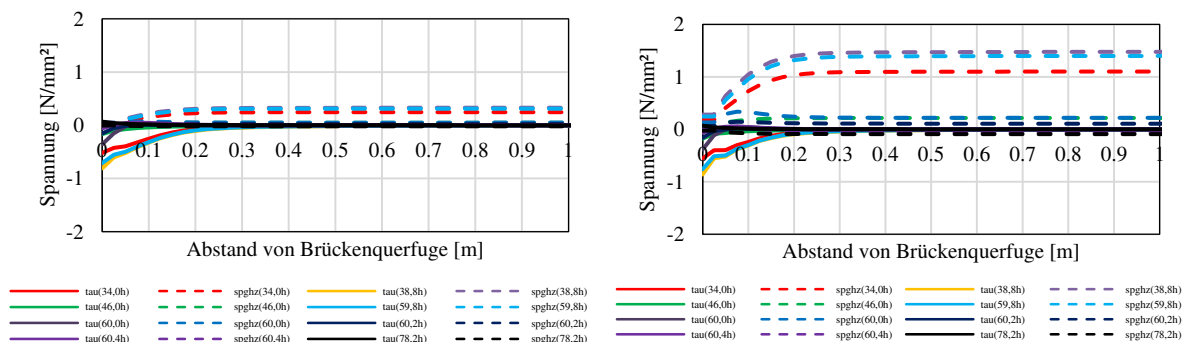 2
1
0
-1
-2
Spannung [N/mm²]
0 0.1 0.2 0.3 0.4 0.5 0.6 0.7 0.8 0.9 1
Abstand von Brückenquerfuge [m]
tau(34,0h) spghz(34,0h) tau(38,8h) spghz(38,8h)
tau(46,0h) spghz(46,0h) tau(59,8h) spghz(59,8h)
tau(60,0h) spghz(60,0h) tau(60,2h) spghz(60,2h)
tau(60,4h) spghz(60,4h) tau(78,2h) spghz(78,2h)
2
1
0
-1
-2
Spannung [N/mm²]
0 0.1 0.2 0.3 0.4 0.5 0.6 0.7 0.8 0.9 1
Abstand von Brückenquerfuge [m]
tau(34,0h) spghz(34,0h) tau(38,8h) spghz(38,8h)
tau(46,0h) spghz(46,0h) tau(59,8h) spghz(59,8h)
tau(60,0h) spghz(60,0h) tau(60,2h) spghz(60,2h)
tau(60,4h) spghz(60,4h) tau(78,2h) spghz(78,2h)